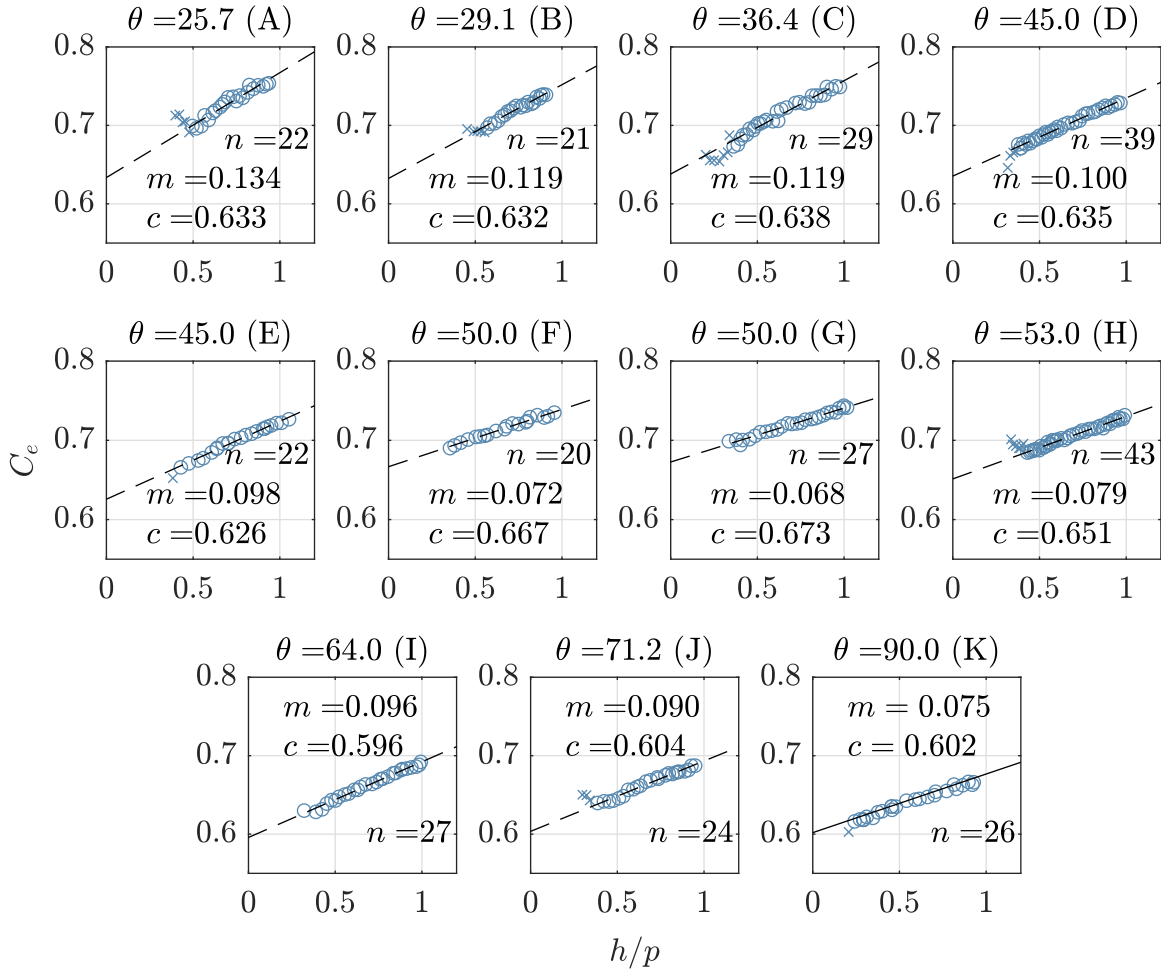 θ =25.7 (A)
θ =29.1 (B)
θ =36.4 (C)
θ =45.0 (D)
0.8
0.7
0.6
n =22
m =0.134
c =0.633
0
0.5
1
0.8
0.7
0.6
n =21
m =0.119
c =0.632
0
0.5
1
0.8
0.7
0.6
n =29
m =0.119
c =0.638
0
0.5
1
0.8
0.7
0.6
n =39
m =0.100
c =0.635
0
0.5
1
θ =45.0 (E)
θ =50.0 (F)
θ =50.0 (G)
θ =53.0 (H)
C_e
0.8
0.7
0.6
n =22
m =0.098
c =0.626
0
0.5
1
0.8
0.7
0.6
n =20
m =0.072
c =0.667
0
0.5
1
0.8
0.7
0.6
n =27
m =0.068
c =0.673
0
0.5
1
0.8
0.7
0.6
n =43
m =0.079
c =0.651
0
0.5
1
θ =64.0 (I)
θ =71.2 (J)
θ =90.0 (K)
0.8
0.7
0.6
m =0.096
c =0.596
n =27
0
0.5
1
0.8
0.7
0.6
m =0.090
c =0.604
n =24
0
0.5
1
0.8
0.7
0.6
m = 0.075
c = 0.602
n =26
0
0.5
1
h/p